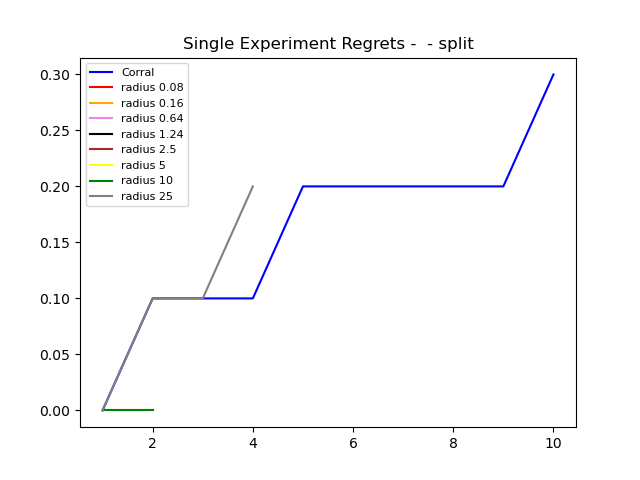 Single Experiment Regrets -  - split
0.30
0.25
0.20
0.15
0.10
0.05
0.00
Corral
radius 0.08
radius 0.16
radius 0.64
radius 1.24
radius 2.5
radius 5
radius 10
radius 25
2 4 6 8 10